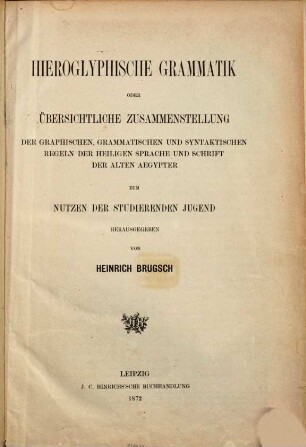 HIEROGLYPHISCHE GRAMMATIK
ODER
ÜBERSICHTLICHE ZUSAMMENSTELLUNG
DER GRAPHISCHEN, GRAMMATISCHEN UND SYNTAKTISCHEN
REGELN DER HEILIGEN SPRACHE UND SCHRIFT
DER ALTEN AEGYPTER
ZUM
NUTZEN DER STUDIERENDEN JUGEND
HERAUSGEGEBEN
VON
HEINRICH BRUGSCH
LEIPZIG
J. C. HINRICHS'SCHE BUCHHANDLUNG
1872